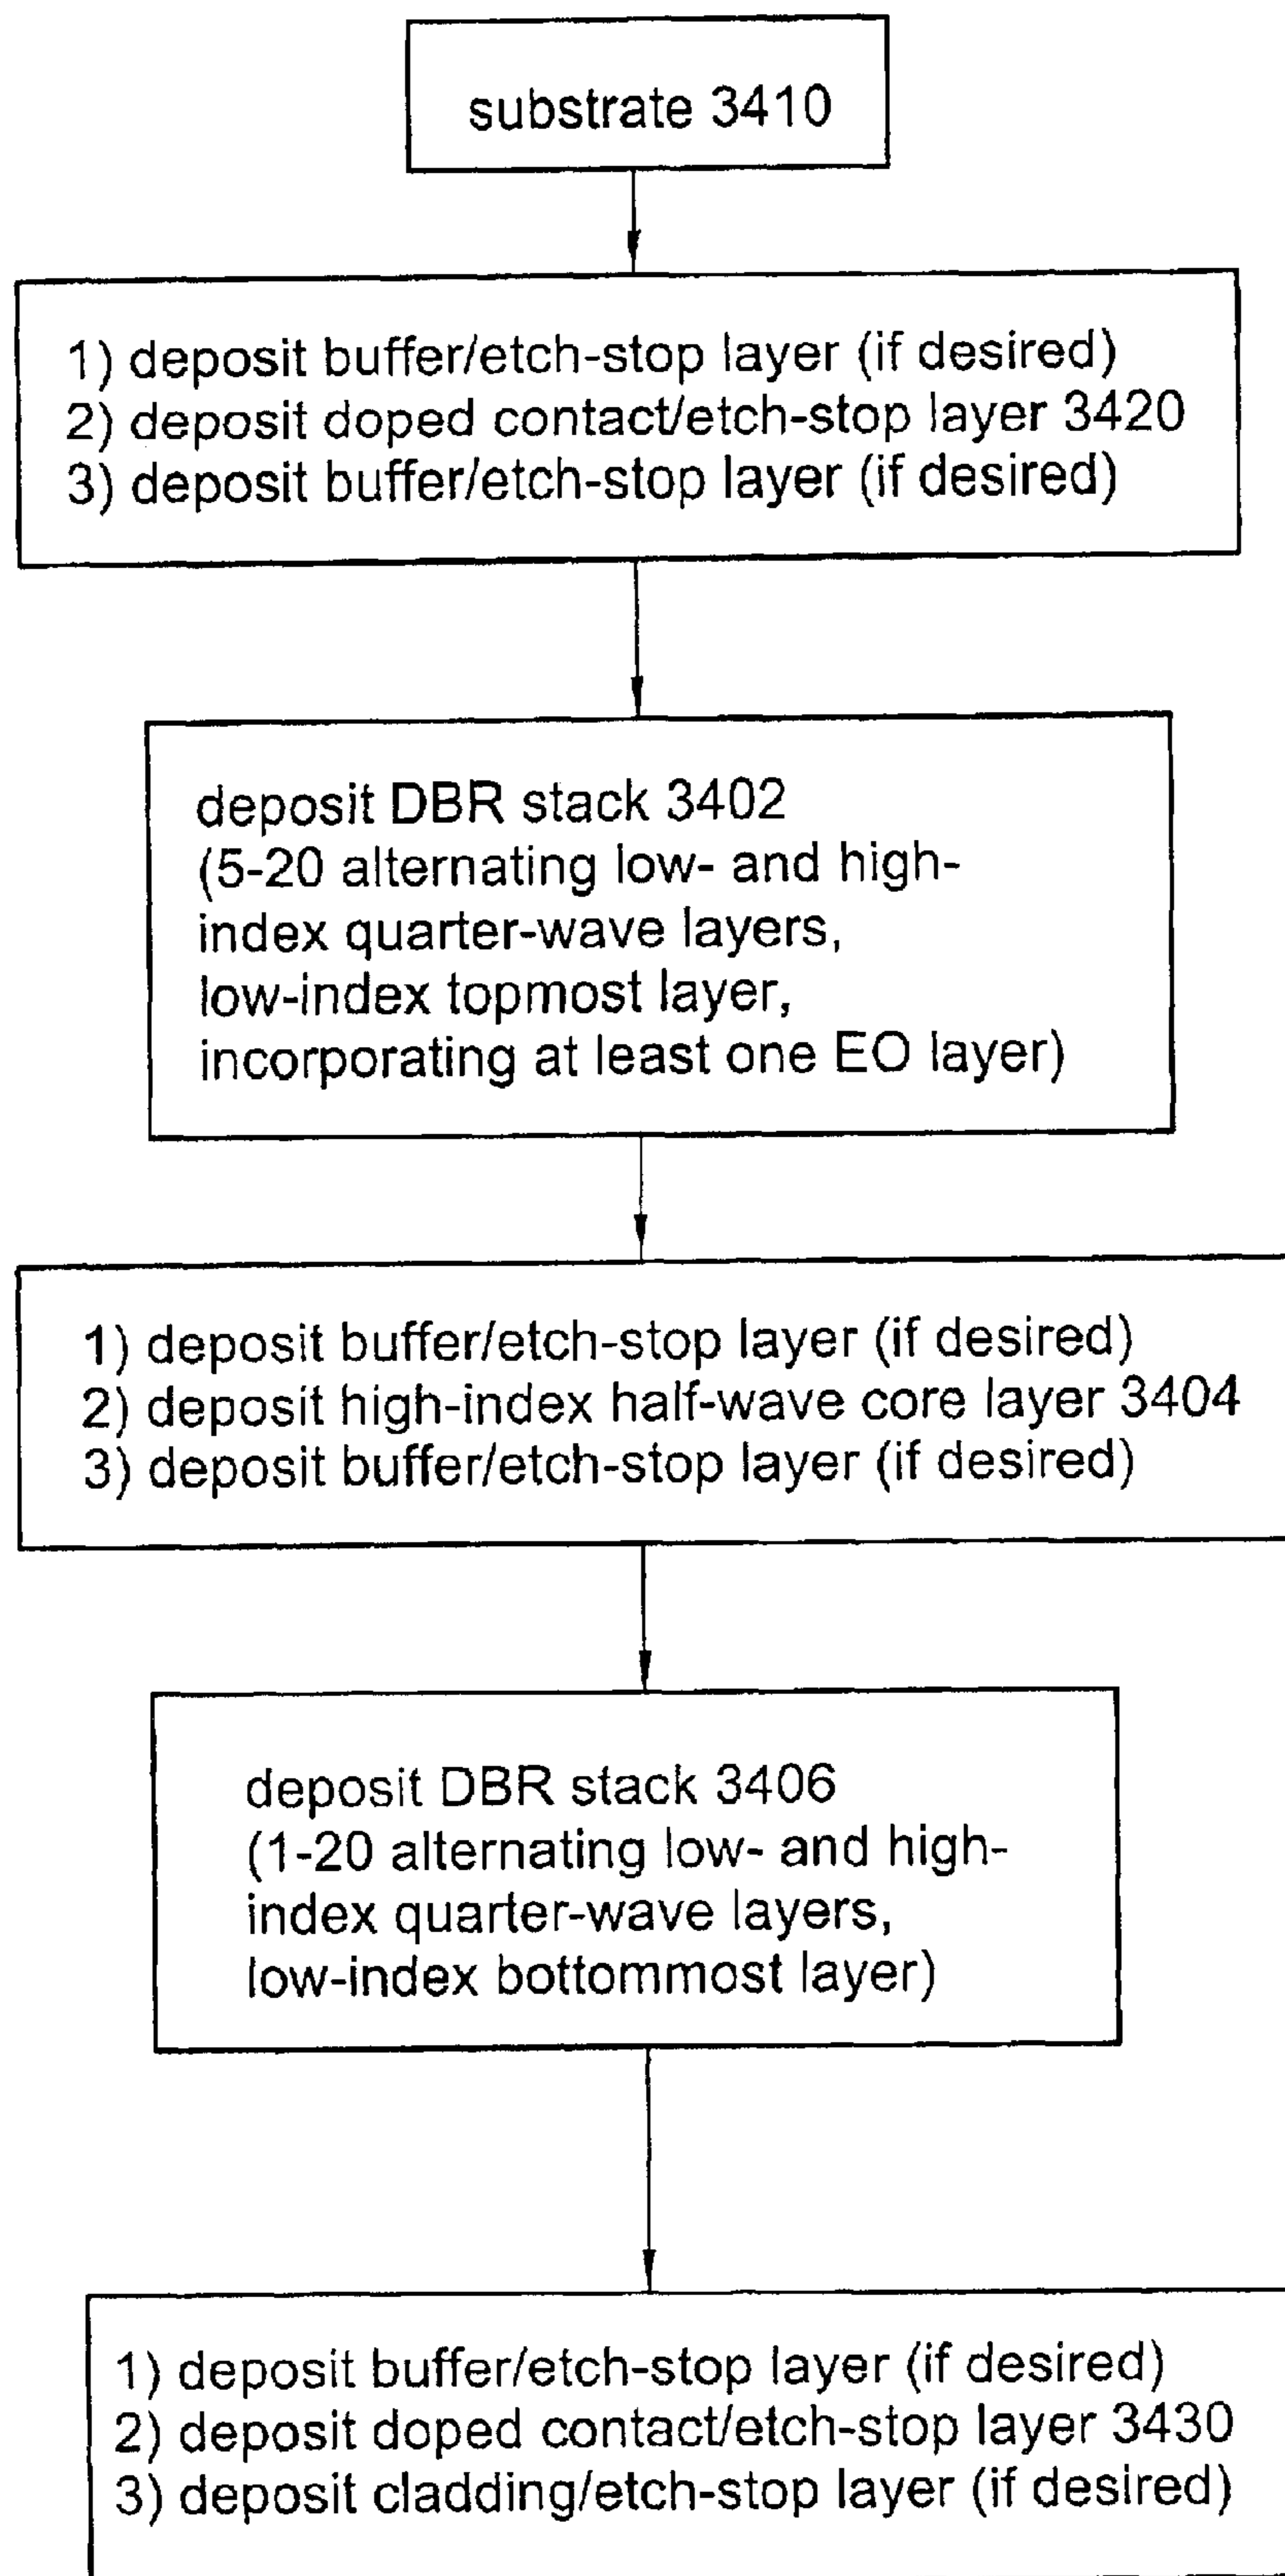 substrate 3410
1) deposit buffer/etch-stop layer (if desired)
2) deposit doped contact/etch-stop layer 3420
3) deposit buffer/etch-stop layer (if desired)
deposit DBR stack 3402
(5-20 alternating low- and high-
index quarter-wave layers,
low-index topmost layer,
incorporating at least one EO layer)
1) deposit buffer/etch-stop layer (if desired)
2) deposit high-index half-wave core layer 3404
3) deposit buffer/etch-stop layer (if desired)
deposit DBR stack 3406
(1-20 alternating low- and high-
index quarter-wave layers,
low-index bottommost layer)
1) deposit buffer/etch-stop layer (if desired)
2) deposit doped contact/etch-stop layer 3430
3) deposit cladding/etch-stop layer (if desired)